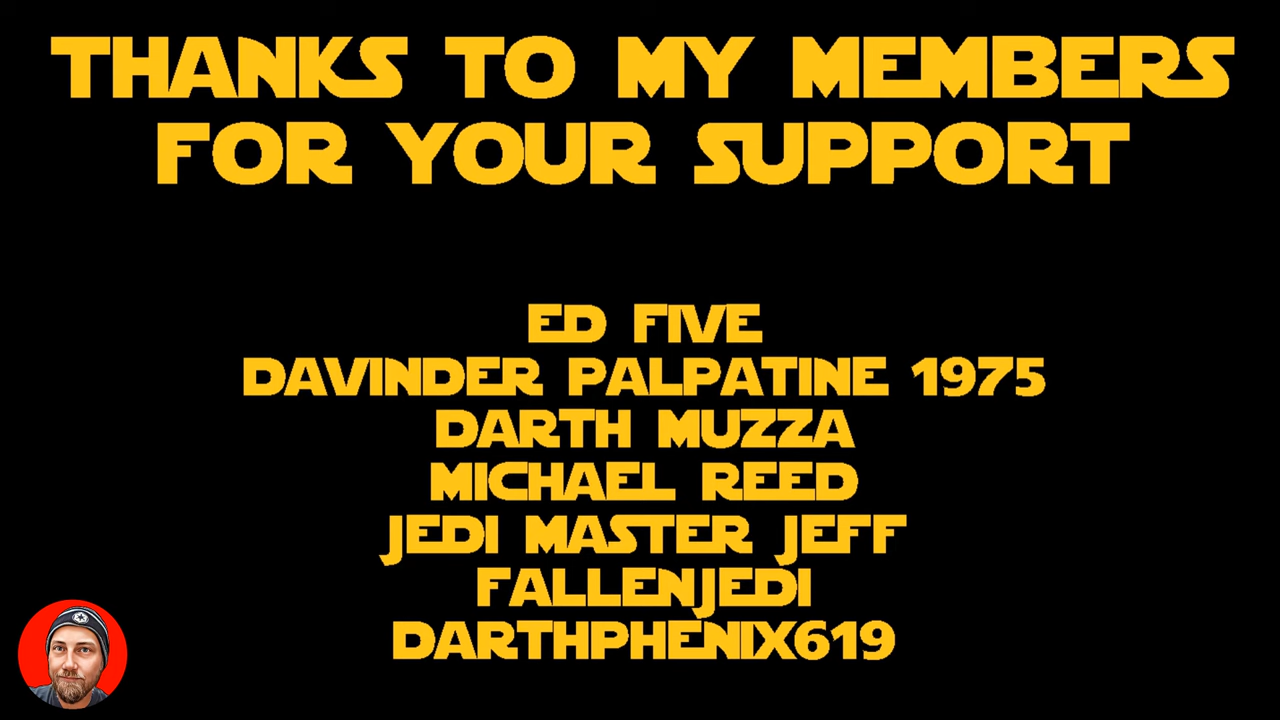 THANKS TO MY MEMBERS
FOR YOUR SUPPORT
ED FIVE
DAVINDER PALPATINE 1975
DARTH MUZZA
MICHAEL REED
JEDI MASTER JEFF
FALLENJEDI
DARTHPHENIX619